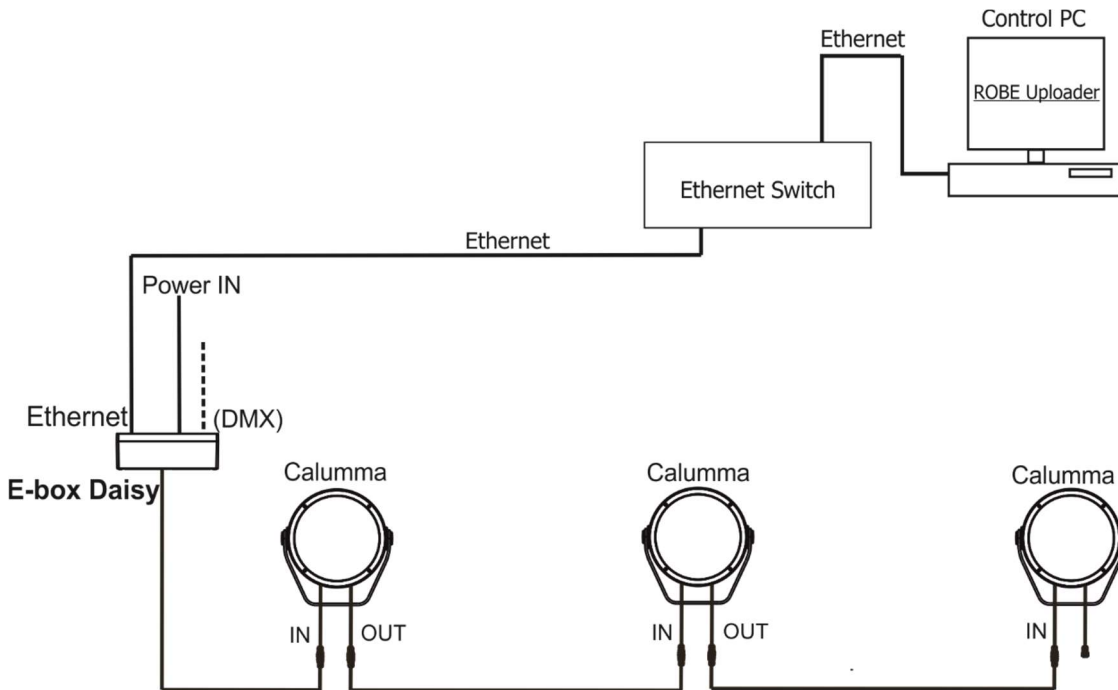 Control PC
Ethernet
ROBE Uploader
Ethernet Switch
Ethernet
Power IN
Ethernet
(DMX)
E-box Daisy
Calumma
Calumma
Calumma
IN
OUT
IN
OUT
IN